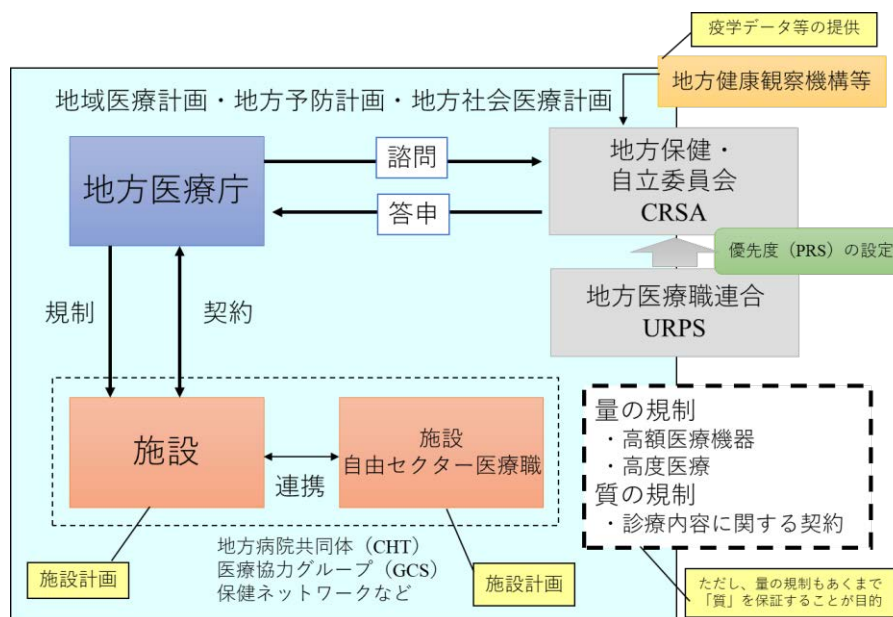 疫学データ等の提供
地方健康観察機構等
地域医療計画・地方予防計画・地方社会医療計画
地方医療庁
諮問
答申
地方保健・
自立委員会
CRSA
優先度（PRS）の設定
地方医療職連合
URPS
規制
契約
施設
連携
施設
自由セクター医療職
量の規制
・高額医療機器
・高度医療
質の規制
・診療内容に関する契約
施設計画
地方病院共同体（CHT）
医療協力グループ（GCS）
保健ネットワークなど
施設計画
ただし、量の規制もあくまで
「質」を保証することが目的